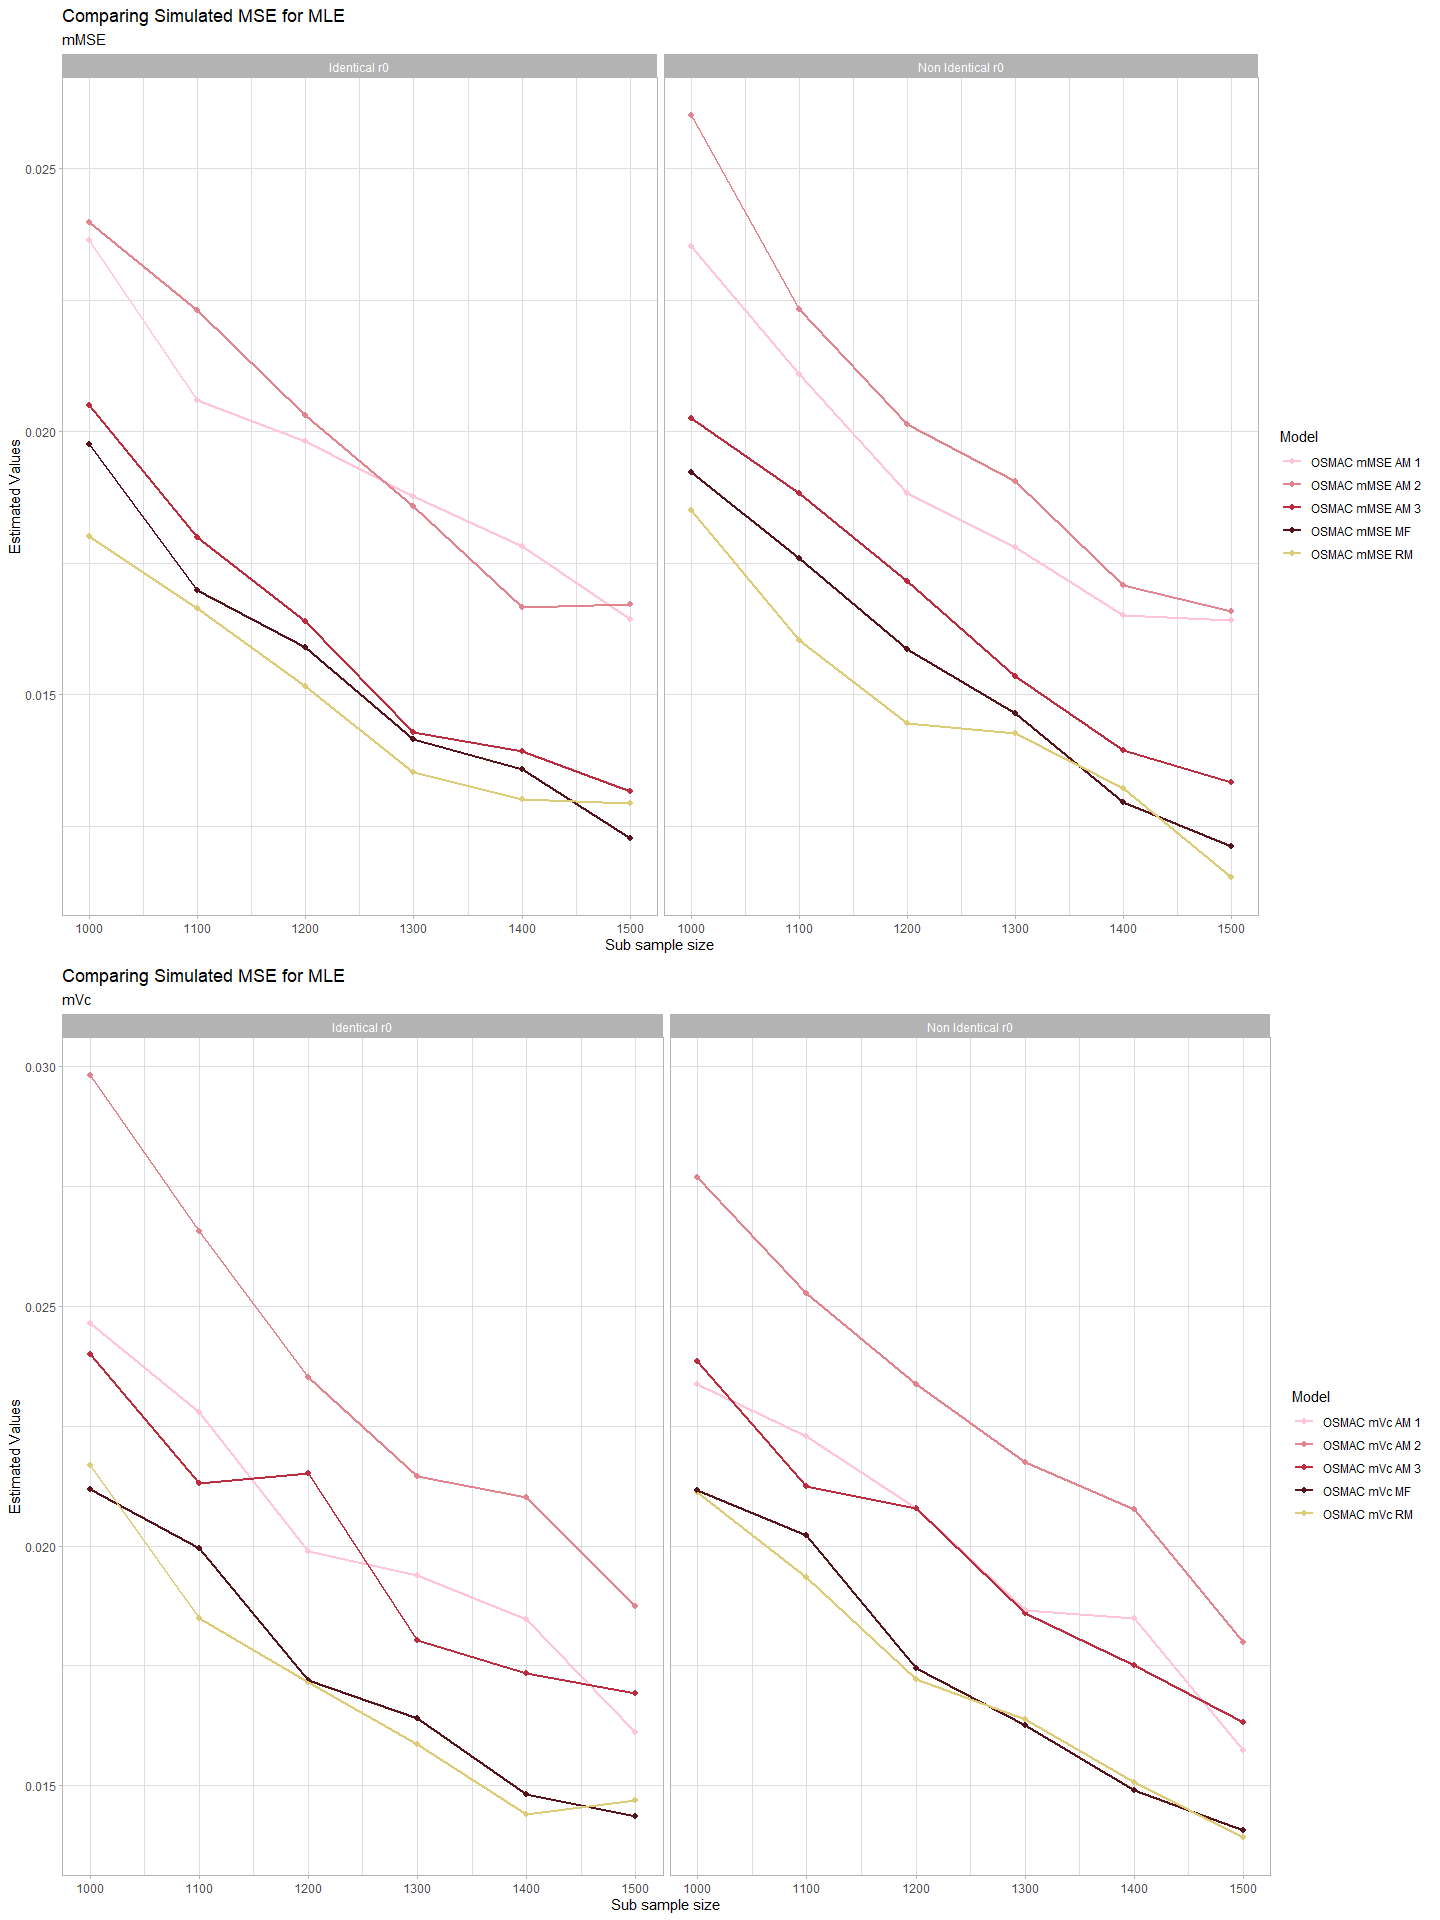 Comparing Simulated MSE for MLE
mMSE
Identical r0
Non Identical r0
Estimated Values
0.025
0.020
0.015
1000 1100 1200 1300 1400 1500
1000 1100 1200 1300 1400 1500
Sub sample size
Model
OSMAC mMSE AM 1
OSMAC mMSE AM 2
OSMAC mMSE AM 3
OSMAC mMSE MF
OSMAC mMSE RM
Comparing Simulated MSE for MLE
mVc
Identical r0
Non Identical r0
Estimated Values
0.030
0.025
0.020
0.015
1000 1100 1200 1300 1400 1500
1000 1100 1200 1300 1400 1500
Sub sample size
Model
OSMAC mVc AM 1
OSMAC mVc AM 2
OSMAC mVc AM 3
OSMAC mVc MF
OSMAC mVc RM